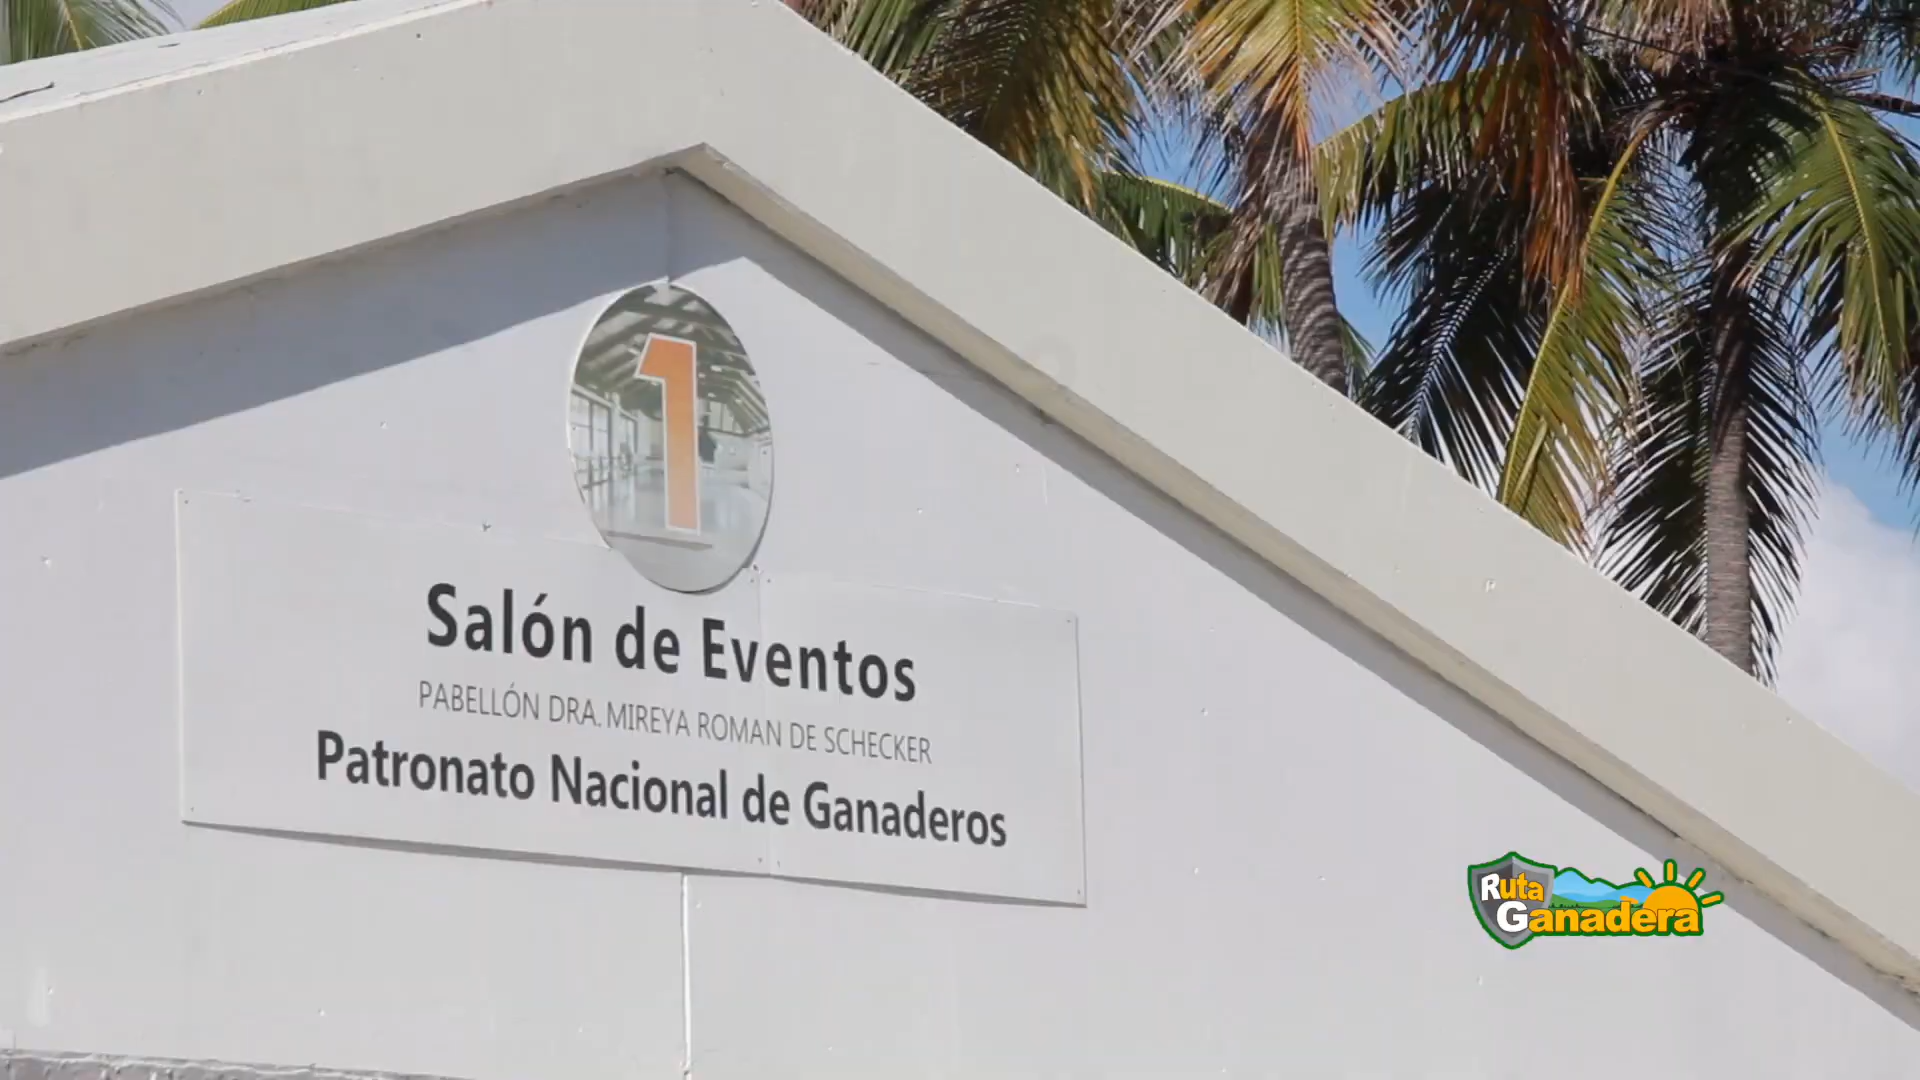 1
Salón de Eventos
PABELLÓN DRA. MIREYA ROMAN DE SCHECKER
Patronato Nacional de Ganaderos
Ruta
Ganadera